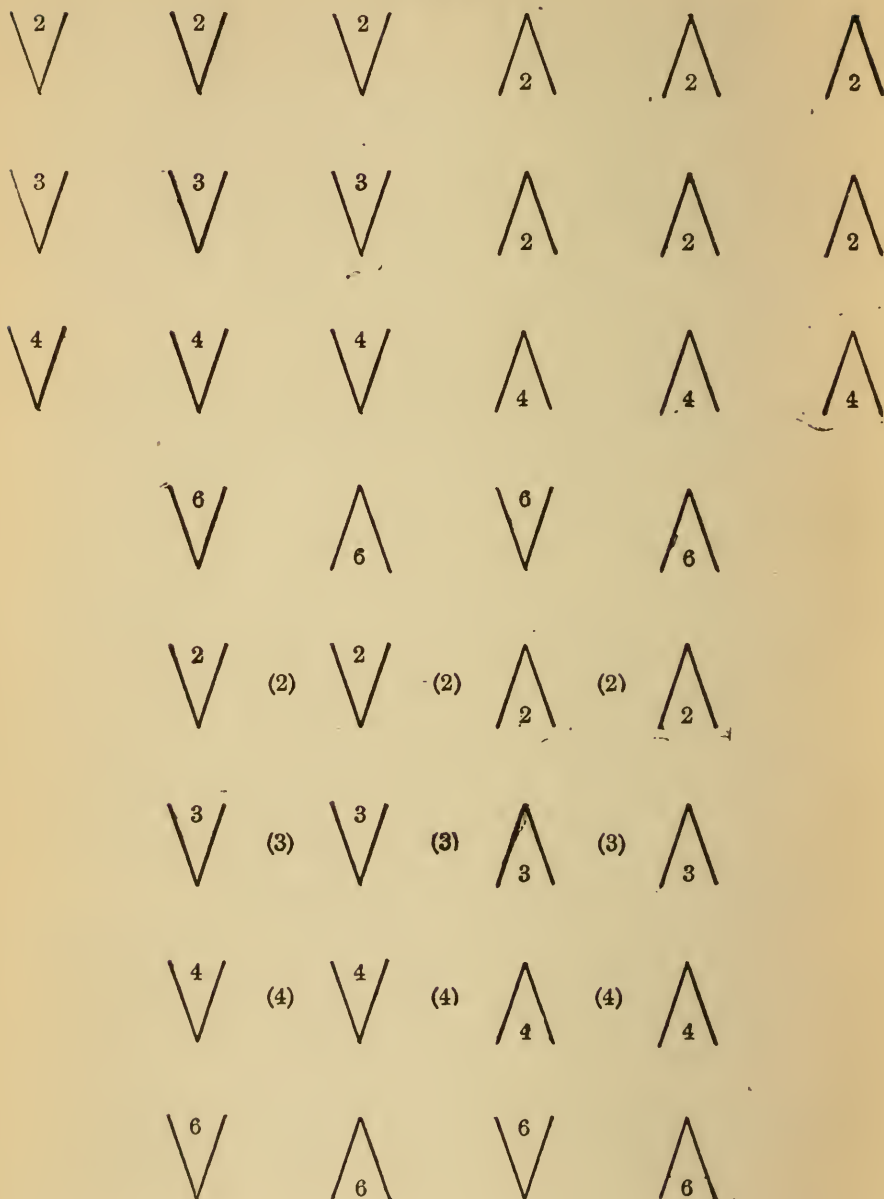 2 2 2 2 2 2
3 3 3 2 2 2
4 4 4 4 4 4
6 6 6 6
2 (2) 2 (2) 2 (2) 2
3 (3) 3 (3) 3 (3) 3
4 (4) 4 (4) 4 (4) 4
6 6 6 6